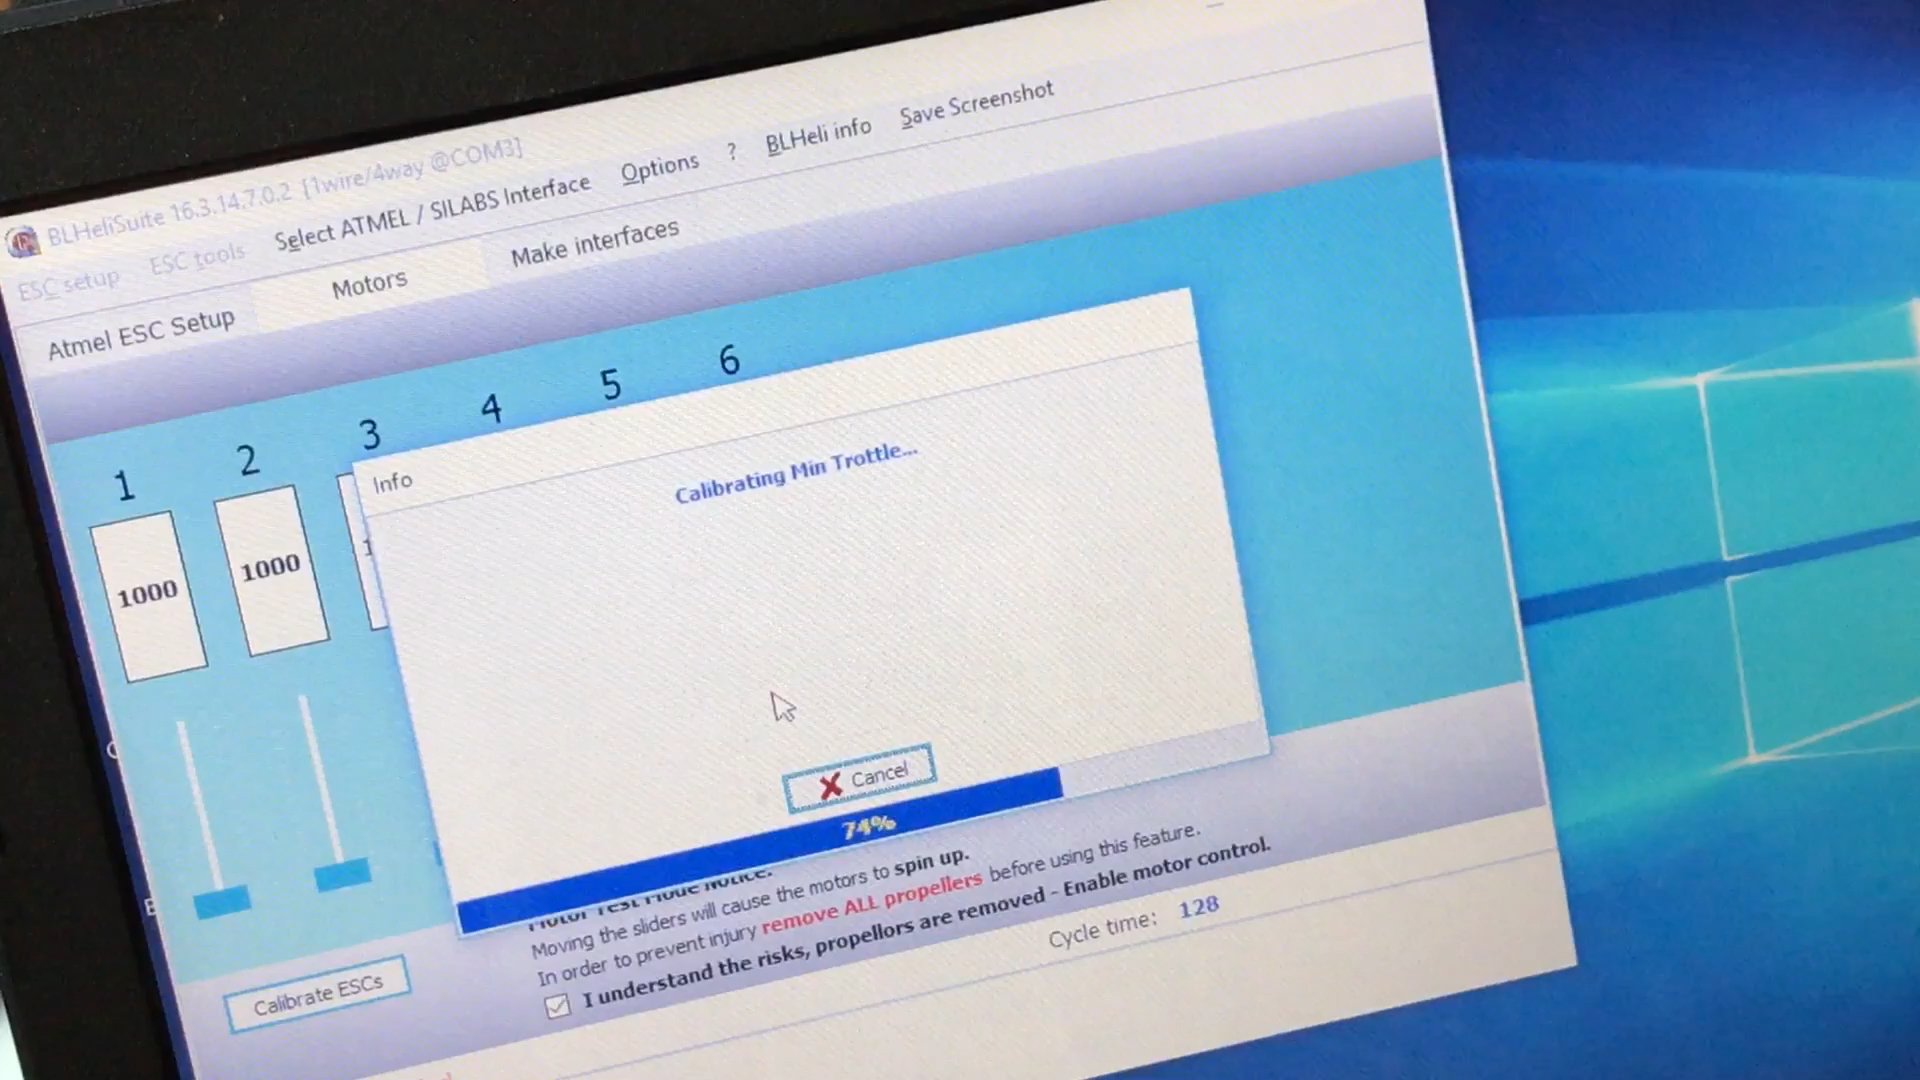 BLHeliSuite 16.3.14.7.0.2 [1wire/4way @COM3]
ESC setup ESC tools Select ATMEL / SILABS Interface Options ? BLHeli info Save Screenshot
Atmel ESC Setup Motors Make interfaces
1 2 3 4 5 6
1000 1000
Info
Calibrating Min Trottle...
Cancel
74%
Motor Test Mode Notice:
Moving the sliders will cause the motors to spin up.
In order to prevent injury remove ALL propellers before using this feature.
I understand the risks, propellors are removed - Enable motor control.
Calibrate ESCs
Cycle time: 128